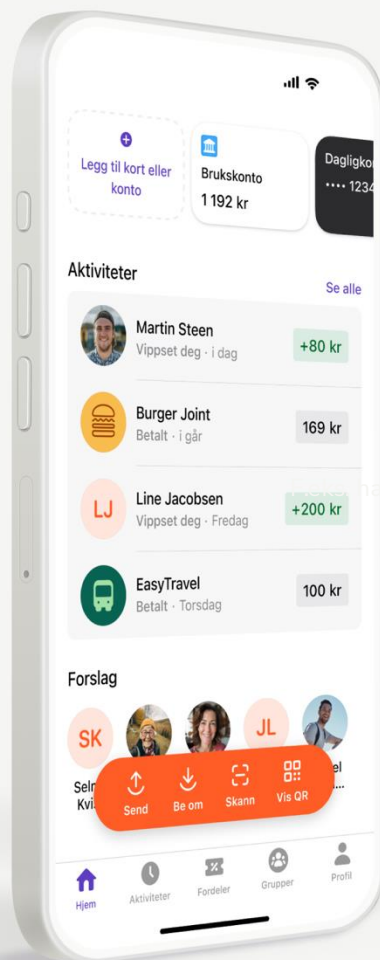 Legg til kort eller
konto
Brukskonto
1 192 kr
•••• 1234
Aktiviteter
Se alle
Martin Steen
Vippset deg · i dag
+80 kr
Burger Joint
Betalt · i går
169 kr
LJ
Line Jacobsen
Vippset deg · Fredag
+200 kr
EasyTravel
Betalt · Torsdag
100 kr
Forslag
SK
JL
Send
Be om
Skann
Vis QR
Hjem
Aktiviteter
Fordeler
Grupper
Profil